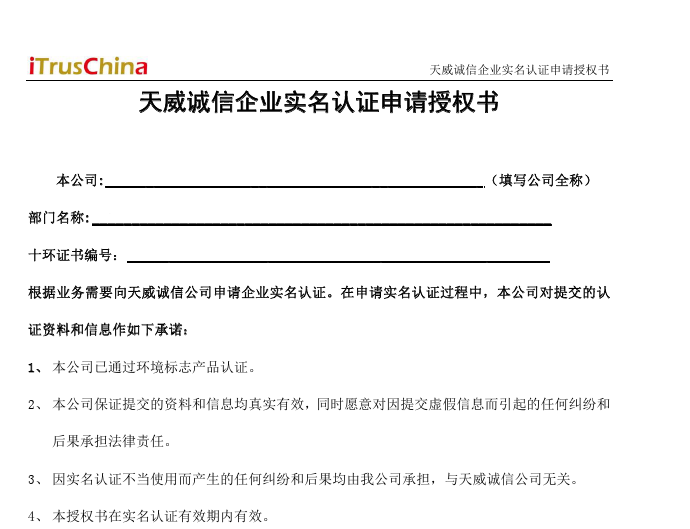 iTrusChina 天威诚信企业实名认证申请授权书
天威诚信企业实名认证申请授权书
本公司:（填写公司全称）
部门名称:
十环证书编号：
根据业务需要向天威诚信公司申请企业实名认证。在申请实名认证过程中，本公司对提交的认
证资料和信息作如下承诺：
1、 本公司已通过环境标志产品认证。
2、 本公司保证提交的资料和信息均真实有效，同时愿意对因提交虚假信息而引起的任何纠纷和
后果承担法律责任。
3、 因实名认证不当使用而产生的任何纠纷和后果均由我公司承担，与天威诚信公司无关。
4、 本授权书在实名认证有效期内有效。